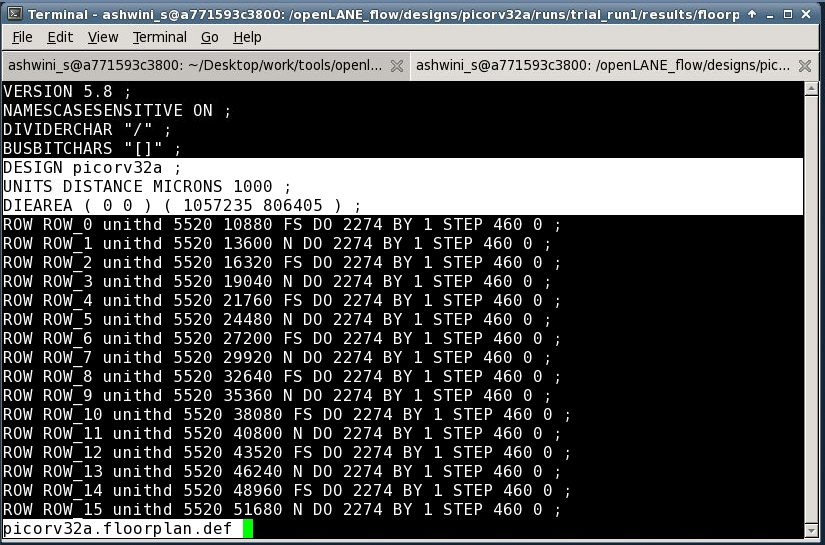 Terminal - ashwini_s@a771593c3800: /openLANE_flow/designs/picorv32a/runs/trial_run1/results/floorp
File Edit View Terminal Go Help
ashwini_s@a771593c3800: ~/Desktop/work/tools/openl... ashwini_s@a771593c3800: /openLANE_flow/designs/pic...
VERSION 5.8 ;
NAMESCASESENSITIVE ON ;
DIVIDERCHAR "/" ;
BUSBITCHARS "[]" ;
DESIGN picorv32a ;
UNITS DISTANCE MICRONS 1000 ;
DIEAREA ( 0 0 ) ( 1057235 806405 ) ;
ROW ROW_0 unithd 5520 10880 FS DO 2274 BY 1 STEP 460 0 ;
ROW ROW_1 unithd 5520 13600 N DO 2274 BY 1 STEP 460 0 ;
ROW ROW_2 unithd 5520 16320 FS DO 2274 BY 1 STEP 460 0 ;
ROW ROW_3 unithd 5520 19040 N DO 2274 BY 1 STEP 460 0 ;
ROW ROW_4 unithd 5520 21760 FS DO 2274 BY 1 STEP 460 0 ;
ROW ROW_5 unithd 5520 24480 N DO 2274 BY 1 STEP 460 0 ;
ROW ROW_6 unithd 5520 27200 FS DO 2274 BY 1 STEP 460 0 ;
ROW ROW_7 unithd 5520 29920 N DO 2274 BY 1 STEP 460 0 ;
ROW ROW_8 unithd 5520 32640 FS DO 2274 BY 1 STEP 460 0 ;
ROW ROW_9 unithd 5520 35360 N DO 2274 BY 1 STEP 460 0 ;
ROW ROW_10 unithd 5520 38080 FS DO 2274 BY 1 STEP 460 0 ;
ROW ROW_11 unithd 5520 40800 N DO 2274 BY 1 STEP 460 0 ;
ROW ROW_12 unithd 5520 43520 FS DO 2274 BY 1 STEP 460 0 ;
ROW ROW_13 unithd 5520 46240 N DO 2274 BY 1 STEP 460 0 ;
ROW ROW_14 unithd 5520 48960 FS DO 2274 BY 1 STEP 460 0 ;
ROW ROW_15 unithd 5520 51680 N DO 2274 BY 1 STEP 460 0 ;
picorv32a.floorplan.def